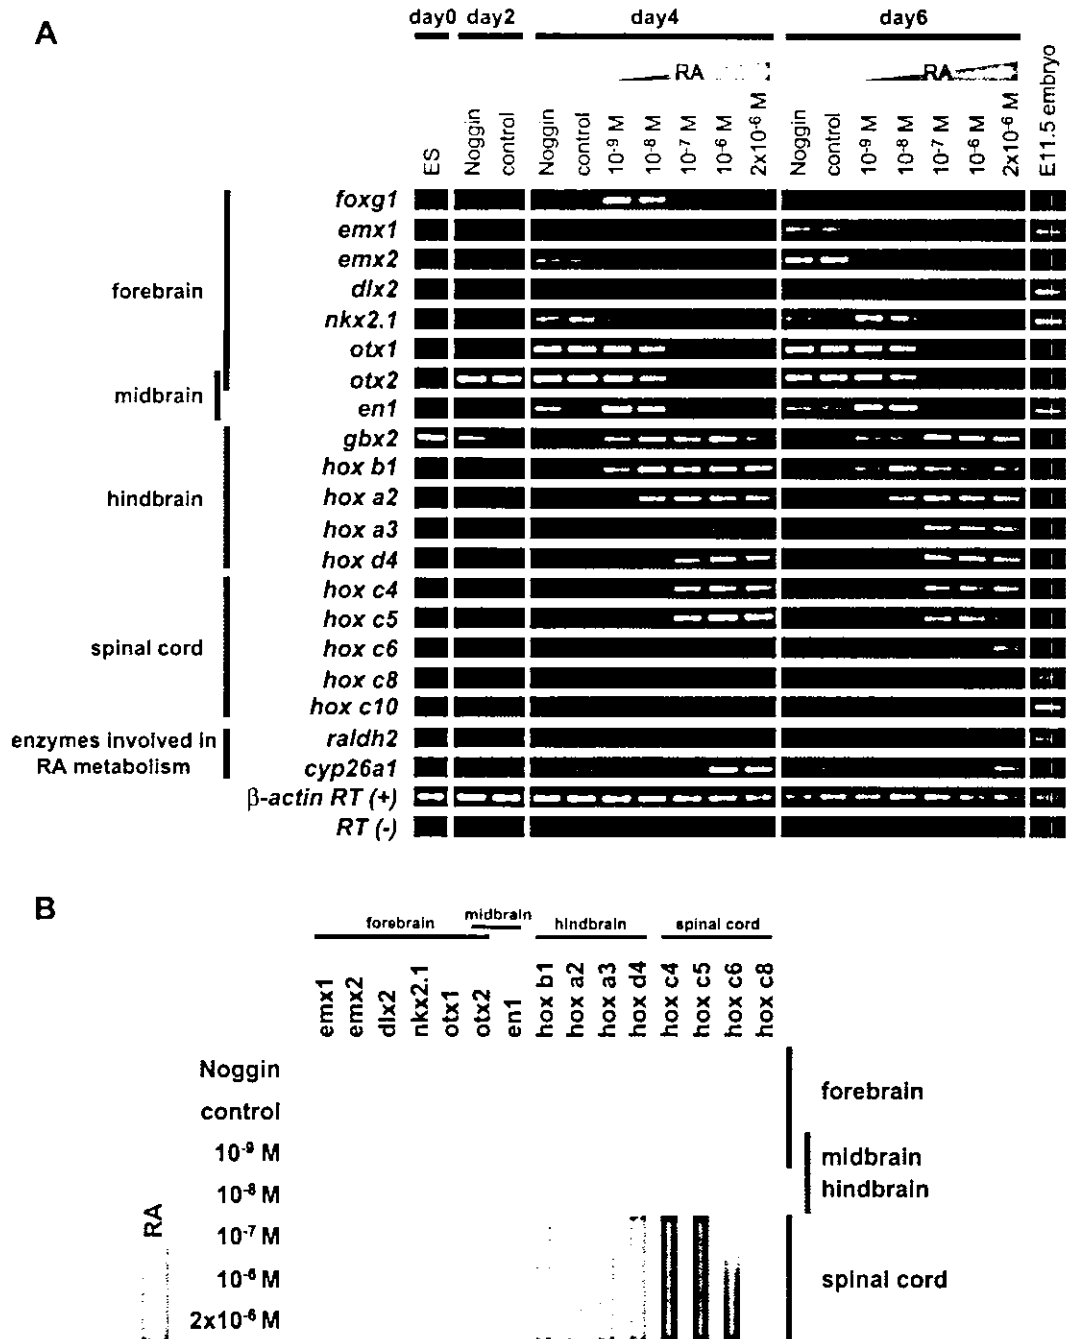 A
day0 day2 day4 day6
RA RA
ES Noggin control Noggin control 10-9 M 10-8 M 10-7 M 10-6 M 2x10-6 M Noggin control 10-9 M 10-8 M 10-7 M 10-6 M 2x10-6 M E11.5 embryo
foxg1
emx1
emx2
forebrain dlx2
nkx2.1
otx1
midbrain otx2
en1
gbx2
hox b1
hindbrain hox a2
hox a3
hox d4
hox c4
hox c5
spinal cord hox c6
hox c8
hox c10
enzymes involved in raldh2
RA metabolism cyp26a1
β-actin RT (+)
RT (-)
B
forebrain midbrain hindbrain spinal cord
emx1 emx2 dlx2 nkx2.1 otx1 otx2 en1 hox b1 hox a2 hox a3 hox d4 hox c4 hox c5 hox c6 hox c8
Noggin
forebrain
control
10-9 M midbrain
10-8 M hindbrain
RA 10-7 M
10-6 M spinal cord
2x10-6 M